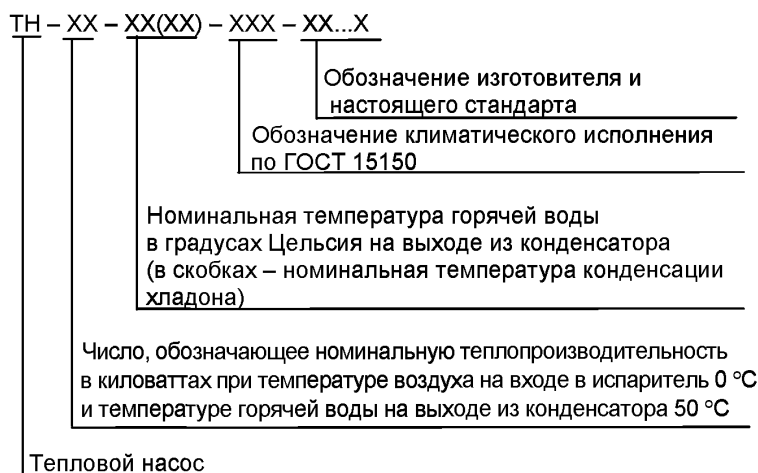 ТН – ХХ – ХХ(ХХ) – ХХХ – ХХ...Х
Обозначение изготовителя и
настоящего стандарта
Обозначение климатического исполнения
по ГОСТ 15150
Номинальная температура горячей воды
в градусах Цельсия на выходе из конденсатора
(в скобках – номинальная температура конденсации
хладона)
Число, обозначающее номинальную теплопроизводительность
в киловаттах при температуре воздуха на входе в испаритель 0 °С
и температуре горячей воды на выходе из конденсатора 50 °С
Тепловой насос